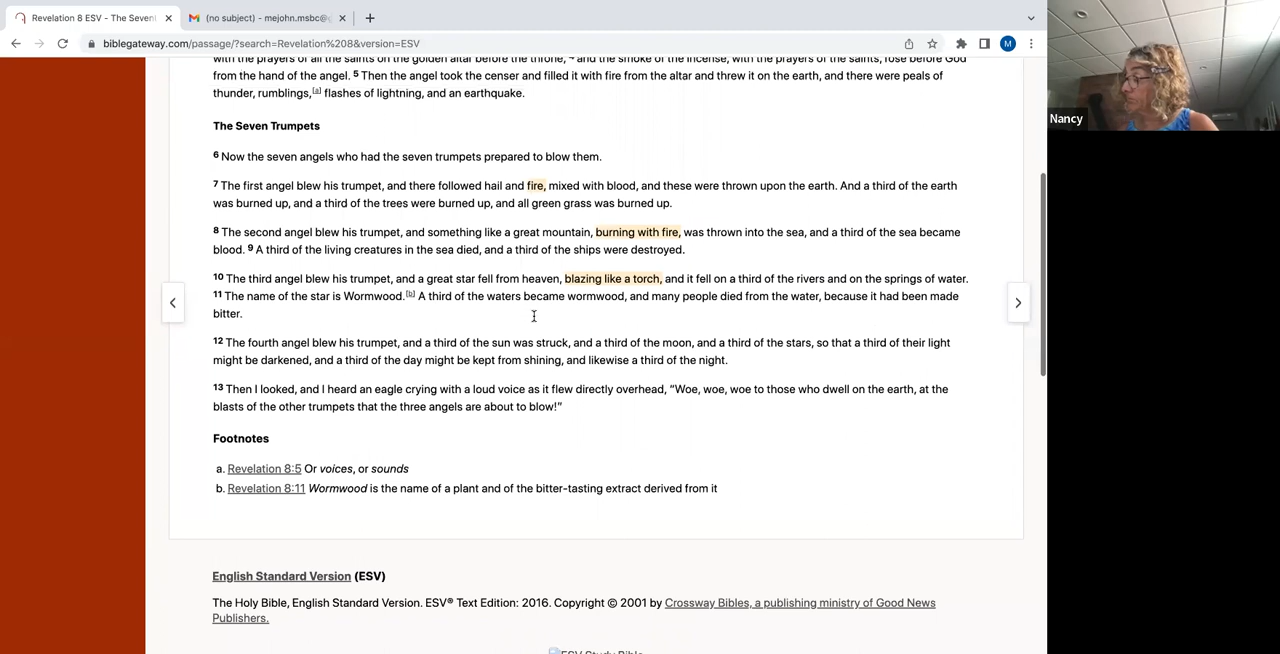 Revelation 8 ESV - The Seven
(no subject) - mejohn.msbc@
biblegateway.com/passage/?search=Revelation%208&version=ESV
M
with the prayers of all the saints on the golden altar before the throne, 4 and the smoke of the incense, with the prayers of the saints, rose before God
from the hand of the angel. 5 Then the angel took the censer and filled it with fire from the altar and threw it on the earth, and there were peals of
thunder, rumblings,[a] flashes of lightning, and an earthquake.
The Seven Trumpets
6 Now the seven angels who had the seven trumpets prepared to blow them.
7 The first angel blew his trumpet, and there followed hail and fire, mixed with blood, and these were thrown upon the earth. And a third of the earth
was burned up, and a third of the trees were burned up, and all green grass was burned up.
8 The second angel blew his trumpet, and something like a great mountain, burning with fire, was thrown into the sea, and a third of the sea became
blood. 9 A third of the living creatures in the sea died, and a third of the ships were destroyed.
10 The third angel blew his trumpet, and a great star fell from heaven, blazing like a torch, and it fell on a third of the rivers and on the springs of water.
11 The name of the star is Wormwood.[b] A third of the waters became wormwood, and many people died from the water, because it had been made
bitter.
12 The fourth angel blew his trumpet, and a third of the sun was struck, and a third of the moon, and a third of the stars, so that a third of their light
might be darkened, and a third of the day might be kept from shining, and likewise a third of the night.
13 Then I looked, and I heard an eagle crying with a loud voice as it flew directly overhead, “Woe, woe, woe to those who dwell on the earth, at the
blasts of the other trumpets that the three angels are about to blow!”
Footnotes
a. Revelation 8:5 Or voices, or sounds
b. Revelation 8:11 Wormwood is the name of a plant and of the bitter-tasting extract derived from it
English Standard Version (ESV)
The Holy Bible, English Standard Version. ESV® Text Edition: 2016. Copyright © 2001 by Crossway Bibles, a publishing ministry of Good News
Publishers.
ESV Study Bible
Nancy